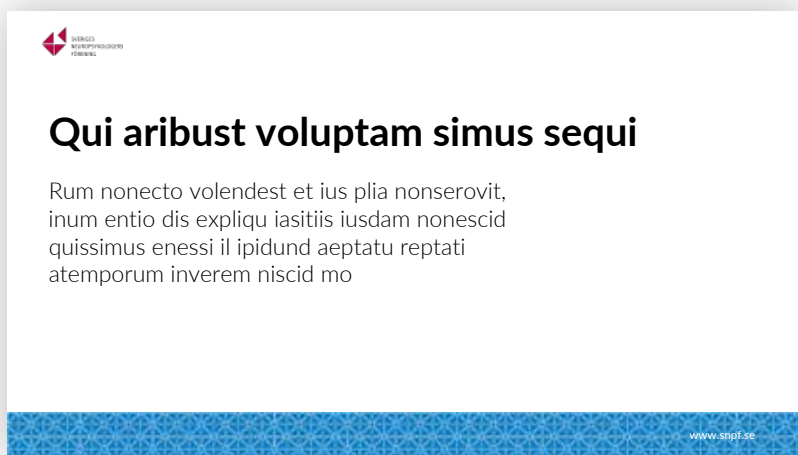 SVERIGES
NEUROPSYKOLOGERS
FÖRENING
Qui aribust voluptam simus sequi
Rum nonecto volendest et ius plia nonserovit,
inum entio dis expliqu iasitiis iusdam nonescid
quissimus enessi il ipidund aeptatu reptati
atemporum inverem niscid mo
www.snpf.se